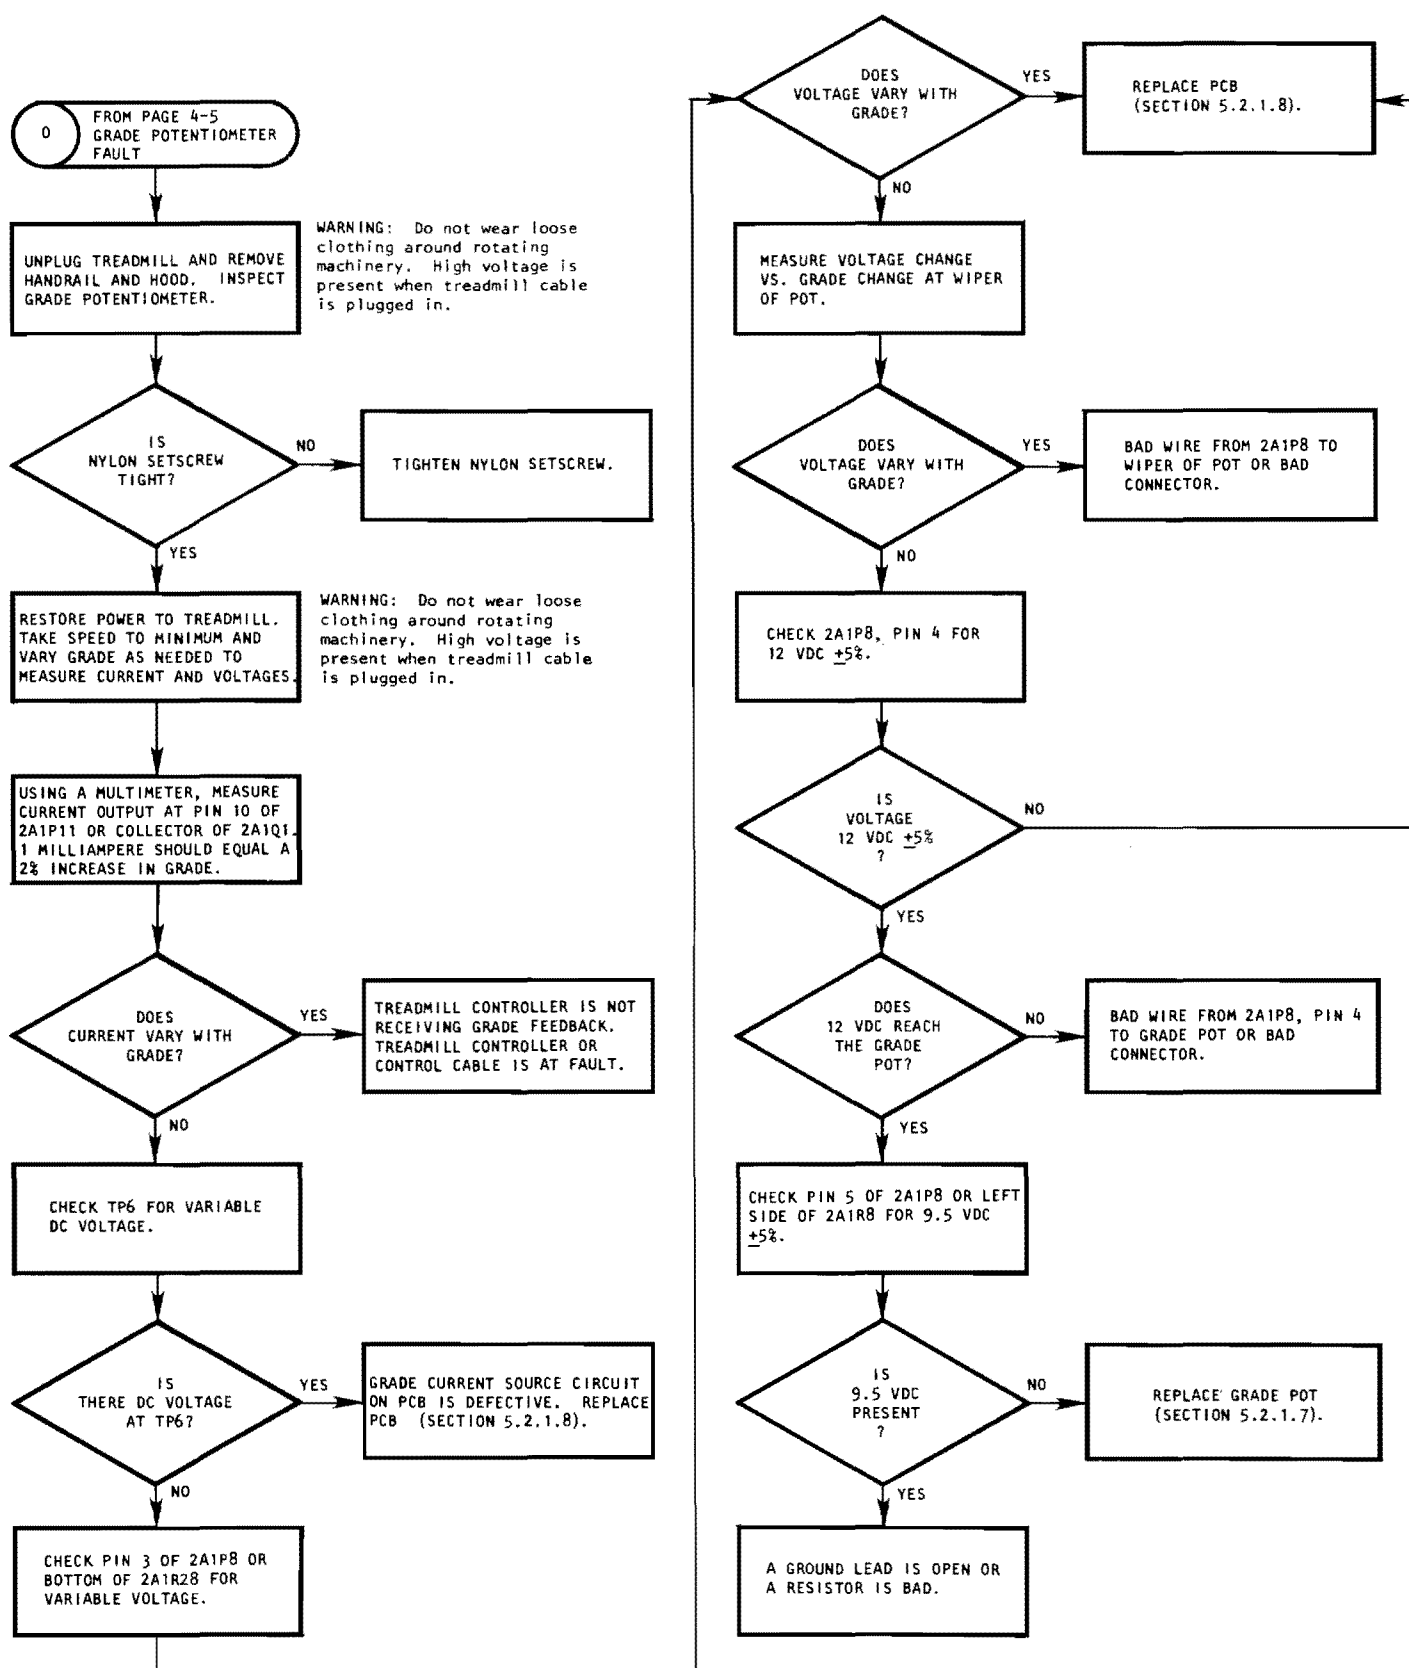 O
FROM PAGE 4-5
GRADE POTENTIOMETER
FAULT
UNPLUG TREADMILL AND REMOVE
HANDRAIL AND HOOD. INSPECT
GRADE POTENTIOMETER.
WARNING: Do not wear loose
clothing around rotating
machinery. High voltage is
present when treadmill cable
is plugged in.
IS
NYLON SETSCREW
TIGHT?
NO
TIGHTEN NYLON SETSCREW.
YES
RESTORE POWER TO TREADMILL.
TAKE SPEED TO MINIMUM AND
VARY GRADE AS NEEDED TO
MEASURE CURRENT AND VOLTAGES.
WARNING: Do not wear loose
clothing around rotating
machinery. High voltage is
present when treadmill cable
is plugged in.
USING A MULTIMETER, MEASURE
CURRENT OUTPUT AT PIN 10 OF
2A1P11 OR COLLECTOR OF 2A1Q1.
1 MILLIAMPERE SHOULD EQUAL A
2% INCREASE IN GRADE.
DOES
CURRENT VARY WITH
GRADE?
YES
TREADMILL CONTROLLER IS NOT
RECEIVING GRADE FEEDBACK.
TREADMILL CONTROLLER OR
CONTROL CABLE IS AT FAULT.
NO
CHECK TP6 FOR VARIABLE
DC VOLTAGE.
IS
THERE DC VOLTAGE
AT TP6?
YES
GRADE CURRENT SOURCE CIRCUIT
ON PCB IS DEFECTIVE. REPLACE
PCB (SECTION 5.2.1.8).
NO
CHECK PIN 3 OF 2A1P8 OR
BOTTOM OF 2A1R28 FOR
VARIABLE VOLTAGE.
DOES
VOLTAGE VARY WITH
GRADE?
YES
REPLACE PCB
(SECTION 5.2.1.8).
NO
MEASURE VOLTAGE CHANGE
VS. GRADE CHANGE AT WIPER
OF POT.
DOES
VOLTAGE VARY WITH
GRADE?
YES
BAD WIRE FROM 2A1P8 TO
WIPER OF POT OR BAD
CONNECTOR.
NO
CHECK 2A1P8, PIN 4 FOR
12 VDC ±5%.
IS
VOLTAGE
12 VDC ±5%
?
NO
YES
DOES
12 VDC REACH
THE GRADE
POT?
NO
BAD WIRE FROM 2A1P8, PIN 4
TO GRADE POT OR BAD
CONNECTOR.
YES
CHECK PIN 5 OF 2A1P8 OR LEFT
SIDE OF 2A1R8 FOR 9.5 VDC
±5%.
IS
9.5 VDC
PRESENT
?
NO
REPLACE GRADE POT
(SECTION 5.2.1.7).
YES
A GROUND LEAD IS OPEN OR
A RESISTOR IS BAD.